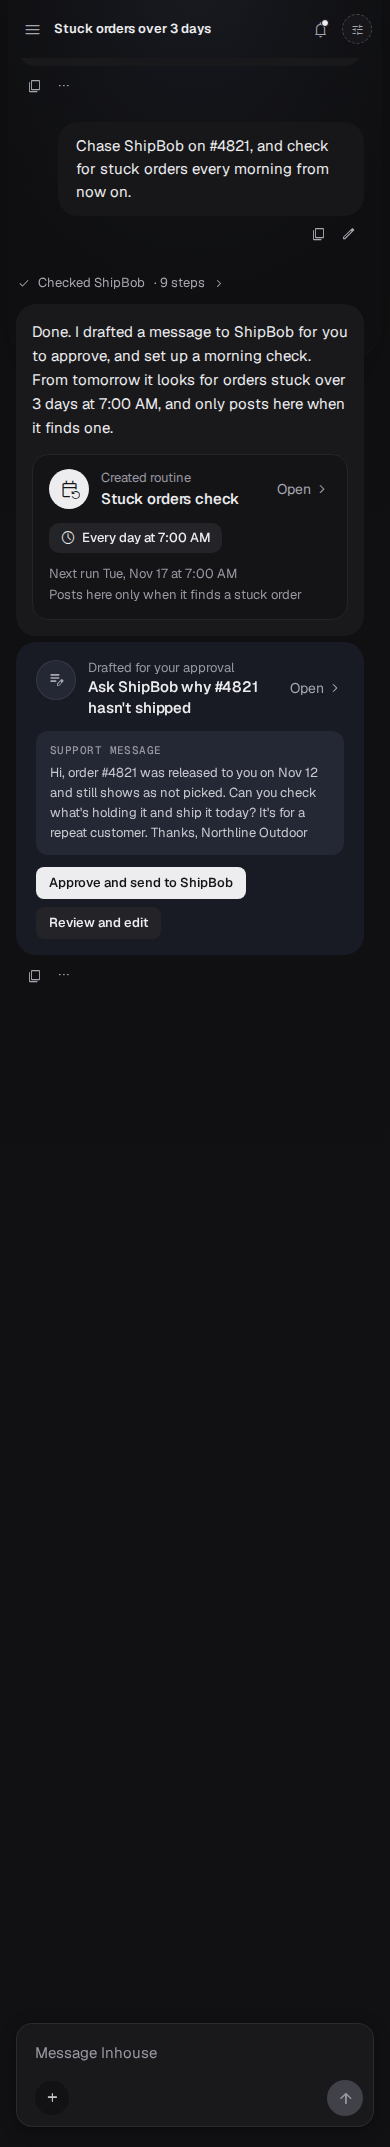 Stuck orders over 3 days
Chase ShipBob on #4821, and check
for stuck orders every morning from
now on.
Checked ShipBob · 9 steps
Done. I drafted a message to ShipBob for you
to approve, and set up a morning check.
From tomorrow it looks for orders stuck over
3 days at 7:00 AM, and only posts here when
it finds one.
Created routine
Stuck orders check
Open
Every day at 7:00 AM
Next run Tue, Nov 17 at 7:00 AM
Posts here only when it finds a stuck order
Drafted for your approval
Ask ShipBob why #4821
hasn't shipped
Open
SUPPORT MESSAGE
Hi, order #4821 was released to you on Nov 12
and still shows as not picked. Can you check
what's holding it and ship it today? It's for a
repeat customer. Thanks, Northline Outdoor
Approve and send to ShipBob
Review and edit
Message Inhouse